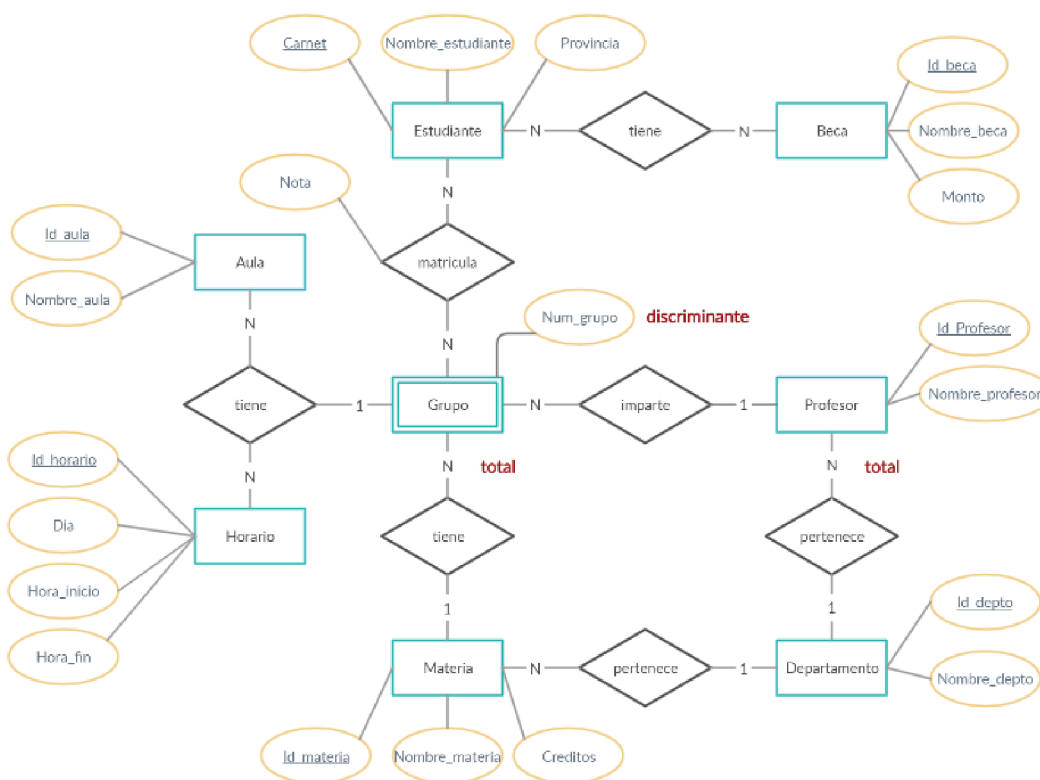 Carnet
Nombre_estudiante
Provincia
Id_beca
Estudiante
N
tiene
N
Beca
Nombre_beca
Monto
N
Nota
Id_aula
Aula
matricula
Nombre_aula
N
N
Num_grupo
discriminante
Id_Profesor
tiene
1
Grupo
N
imparte
1
Profesor
Nombre_profesor
N
total
N
total
Id_horario
N
Dia
Horario
tiene
pertenece
Hora_inicio
1
1
Id_depto
Hora_fin
Materia
N
pertenece
1
Departamento
Nombre_depto
Id_materia
Nombre_materia
Creditos